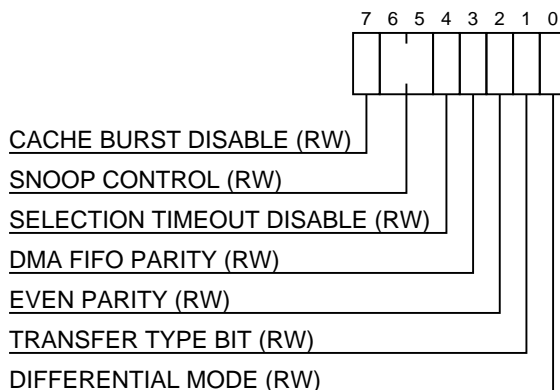 7 6 5 4 3 2 1 0
CACHE BURST DISABLE (RW)
SNOOP CONTROL (RW)
SELECTION TIMEOUT DISABLE (RW)
DMA FIFO PARITY (RW)
EVEN PARITY (RW)
TRANSFER TYPE BIT (RW)
DIFFERENTIAL MODE (RW)